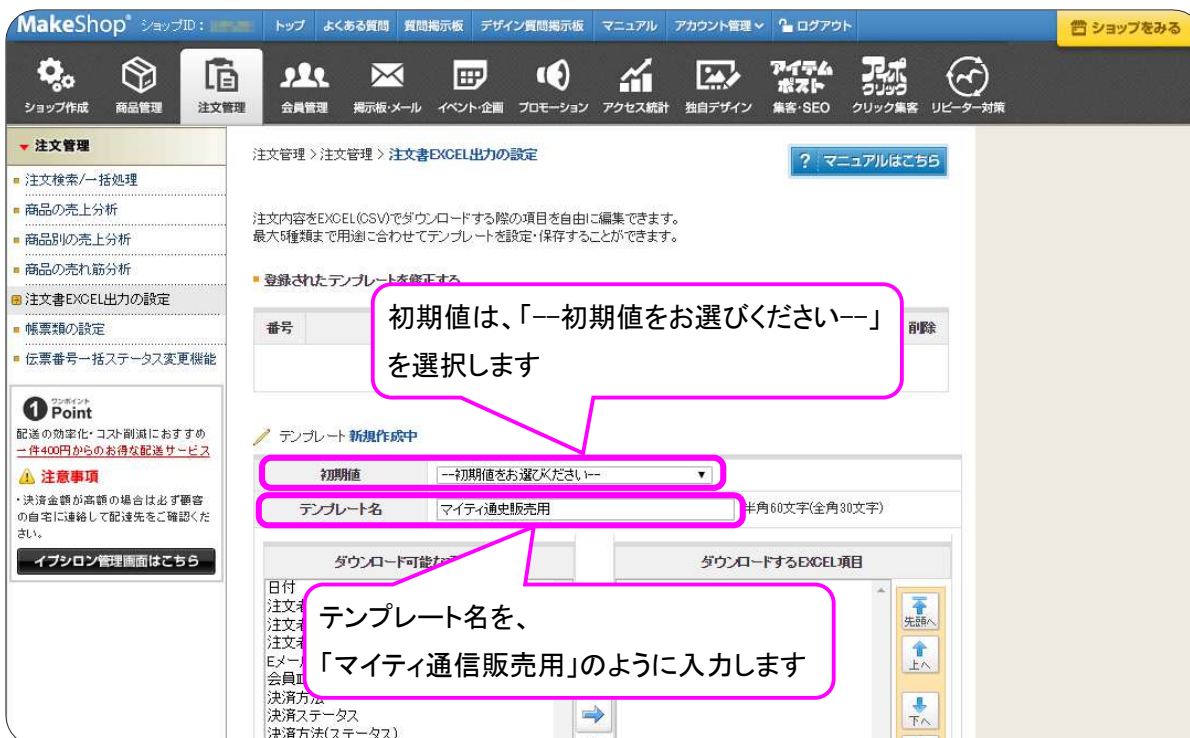 MakeShop® ショップID：
トップ よくある質問 質問掲示板 デザイン質問掲示板 マニュアル アカウント管理 ログアウト
ショップをみる
ショップ作成 商品管理 注文管理 会員管理 掲示板・メール イベント・企画 プロモーション アクセス統計 独自デザイン
アイテムポスト 集客・SEO
アポルクリック クリック集客
リピーター対策
注文管理
注文検索/一括処理
商品の売上分析
商品別の売上分析
商品の売れ筋分析
注文書EXCEL出力の設定
帳票類の設定
伝票番号一括ステータス変更機能
ワンポイント
1 Point
配送の効率化・コスト削減におすすめ
一件400円からのお得な配送サービス
注意事項
・決済金額が高額の場合は必ず顧客
の自宅に連絡して配達先をご確認くだ
さい。
イプシロン管理画面はこちら
注文管理 > 注文管理 > 注文書EXCEL出力の設定
? マニュアルはこちら
注文内容をEXCEL(CSV)でダウンロードする際の項目を自由に編集できます。
最大5種類まで用途に合わせてテンプレートを設定・保存することができます。
登録されたテンプレートを修正する
番号 削除
初期値は、「--初期値をお選びください--」
を選択します
テンプレート 新規作成中
初期値 --初期値をお選びください--
テンプレート名 マイティ通史販売用 半角60文字(全角30文字)
ダウンロード可能な ダウンロードするEXCEL項目
日付
注文者
注文者
注文者
Eメール
会員ID
決済方法
決済ステータス
決済方法(ステータス)
テンプレート名を、
「マイティ通信販売用」のように入力します
先頭へ
上へ
下へ